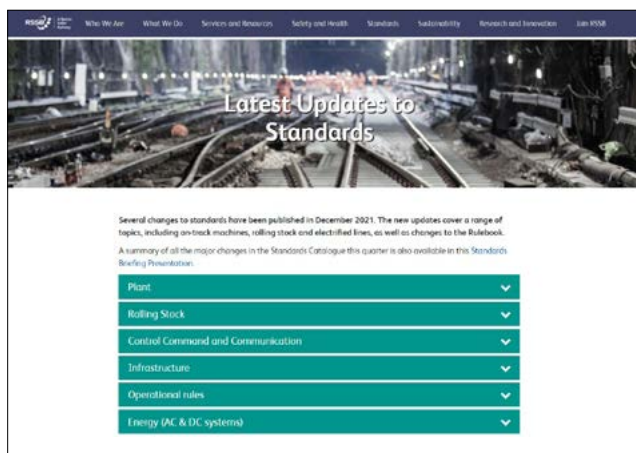 RSSB
Who We Are
What We Do
Services and Resources
Safety and Health
Standards
Sustainability
Research and Innovation
Join RSSB
Latest Updates to
Standards
Several changes to standards have been published in December 2021. The new updates cover a range of
topics, including on-track machines, rolling stock and electrified lines, as well as changes to the Rulebook.
A summary of all the major changes in the Standards Catalogue this quarter is also available in this Standards
Briefing Presentation.
Plant
Rolling Stock
Control Command and Communication
Infrastructure
Operational rules
Energy (AC & DC systems)